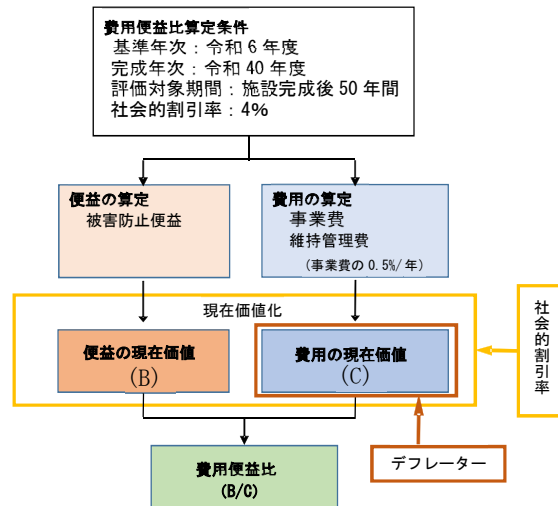 費用便益比算定条件
基準年次：令和 6 年度
完成年次：令和 40 年度
評価対象期間：施設完成後 50 年間
社会的割引率：4%
便益の算定
被害防止便益
費用の算定
事業費
維持管理費
（事業費の 0.5%/年）
現在価値化
便益の現在価値
(B)
費用の現在価値
(C)
社会的割引率
デフレーター
費用便益比
(B/C)